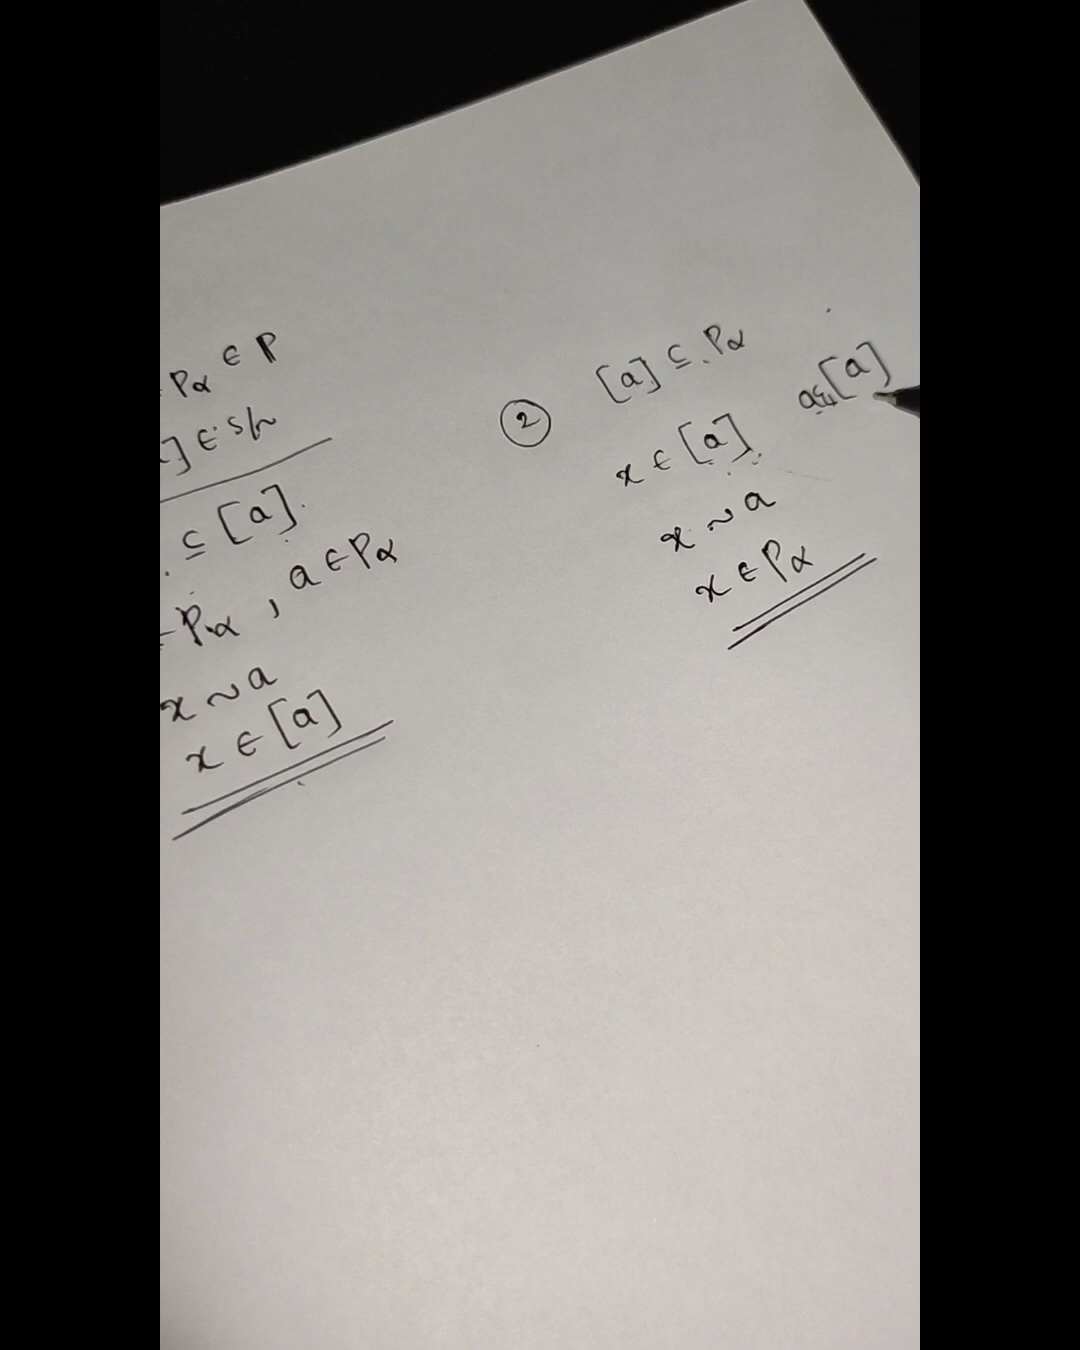 Pα ∈ P
] ∈ S/~
⊆ [a].
Pα , a ∈ Pα
x ~ a
x ∈ [a]
② [a] ⊆ Pα
x ∈ [a] [a]
x ~ a
x ∈ Pα